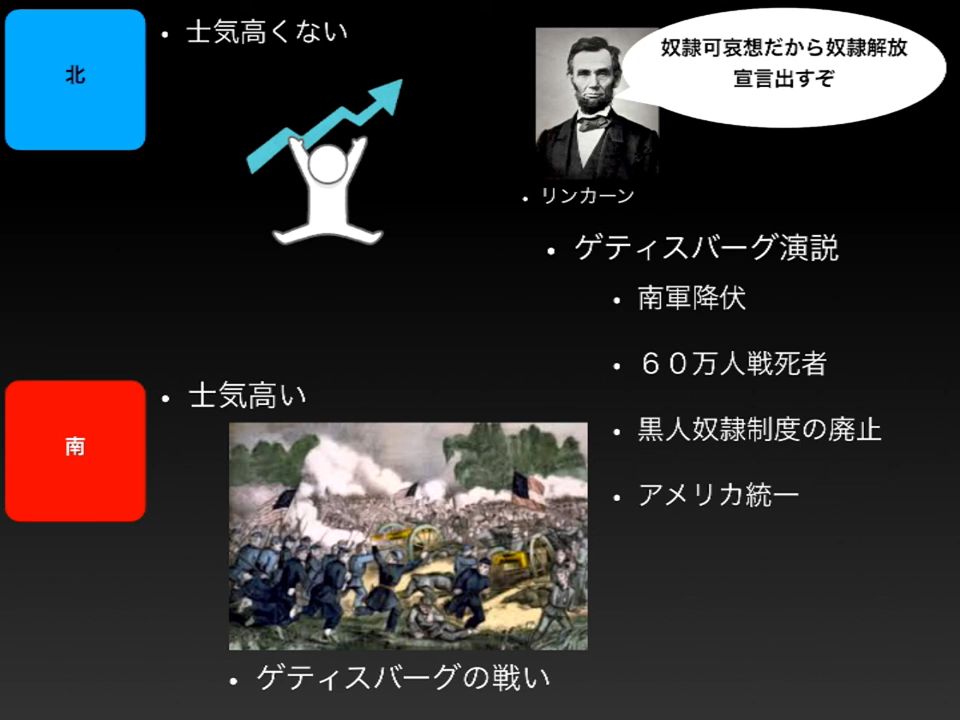 北
士気高くない
奴隷可哀想だから奴隷解放
宣言出すぞ
リンカーン
ゲティスバーグ演説
南軍降伏
６０万人戦死者
黒人奴隷制度の廃止
アメリカ統一
南
士気高い
ゲティスバーグの戦い